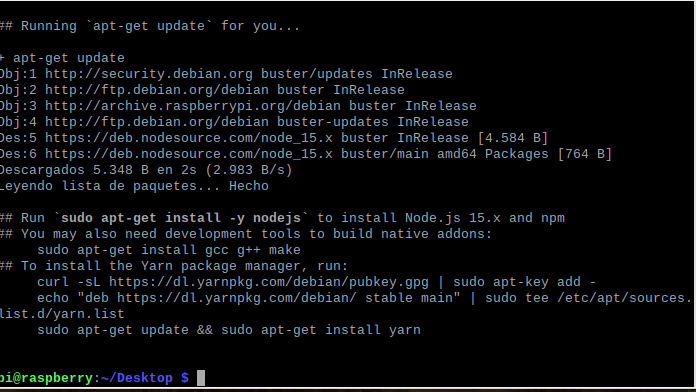 ## Running `apt-get update` for you...
+ apt-get update
Obj:1 http://security.debian.org buster/updates InRelease
Obj:2 http://ftp.debian.org/debian buster InRelease
Obj:3 http://archive.raspberrypi.org/debian buster InRelease
Obj:4 http://ftp.debian.org/debian buster-updates InRelease
Des:5 https://deb.nodesource.com/node_15.x buster InRelease [4.584 B]
Des:6 https://deb.nodesource.com/node_15.x buster/main amd64 Packages [764 B]
Descargados 5.348 B en 2s (2.983 B/s)
Leyendo lista de paquetes... Hecho
## Run `sudo apt-get install -y nodejs` to install Node.js 15.x and npm
## You may also need development tools to build native addons:
     sudo apt-get install gcc g++ make
## To install the Yarn package manager, run:
     curl -sL https://dl.yarnpkg.com/debian/pubkey.gpg | sudo apt-key add -
     echo "deb https://dl.yarnpkg.com/debian/ stable main" | sudo tee /etc/apt/sources.
list.d/yarn.list
     sudo apt-get update && sudo apt-get install yarn
pi@raspberry:~/Desktop $